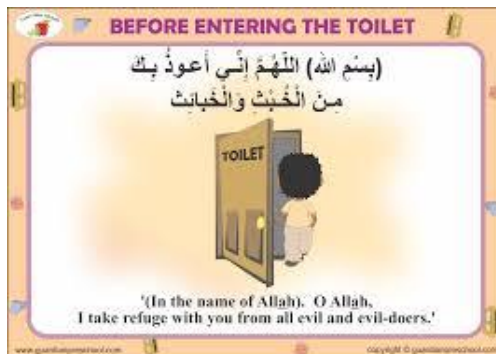 BEFORE ENTERING THE TOILET
(بِسْمِ اللهِ) اللَّهُمَّ إِنِّي أَعُوذُ بِكَ
مِنَ الْخُبْثِ وَالْخَبَائِثِ
TOILET
'(In the name of Allah). O Allah,
I take refuge with you from all evil and evil-doers.'